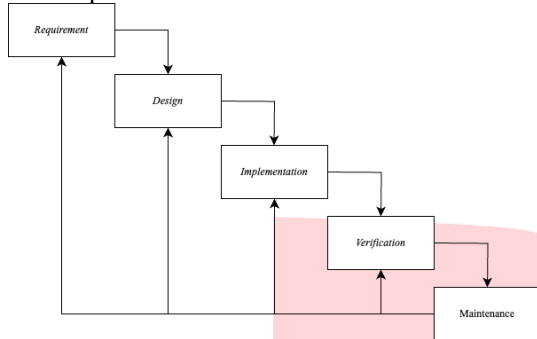 Requirement
Design
Implementation
Verification
Maintenance